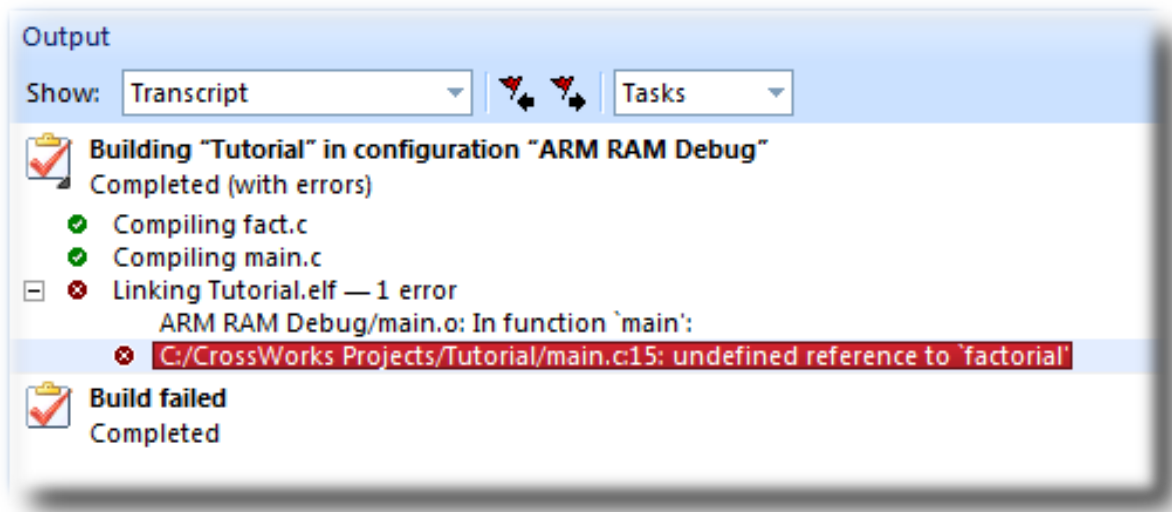 Output
Show: Transcript Tasks
Building “Tutorial” in configuration “ARM RAM Debug”
Completed (with errors)
Compiling fact.c
Compiling main.c
Linking Tutorial.elf — 1 error
ARM RAM Debug/main.o: In function `main':
C:/CrossWorks Projects/Tutorial/main.c:15: undefined reference to `factorial'
Build failed
Completed